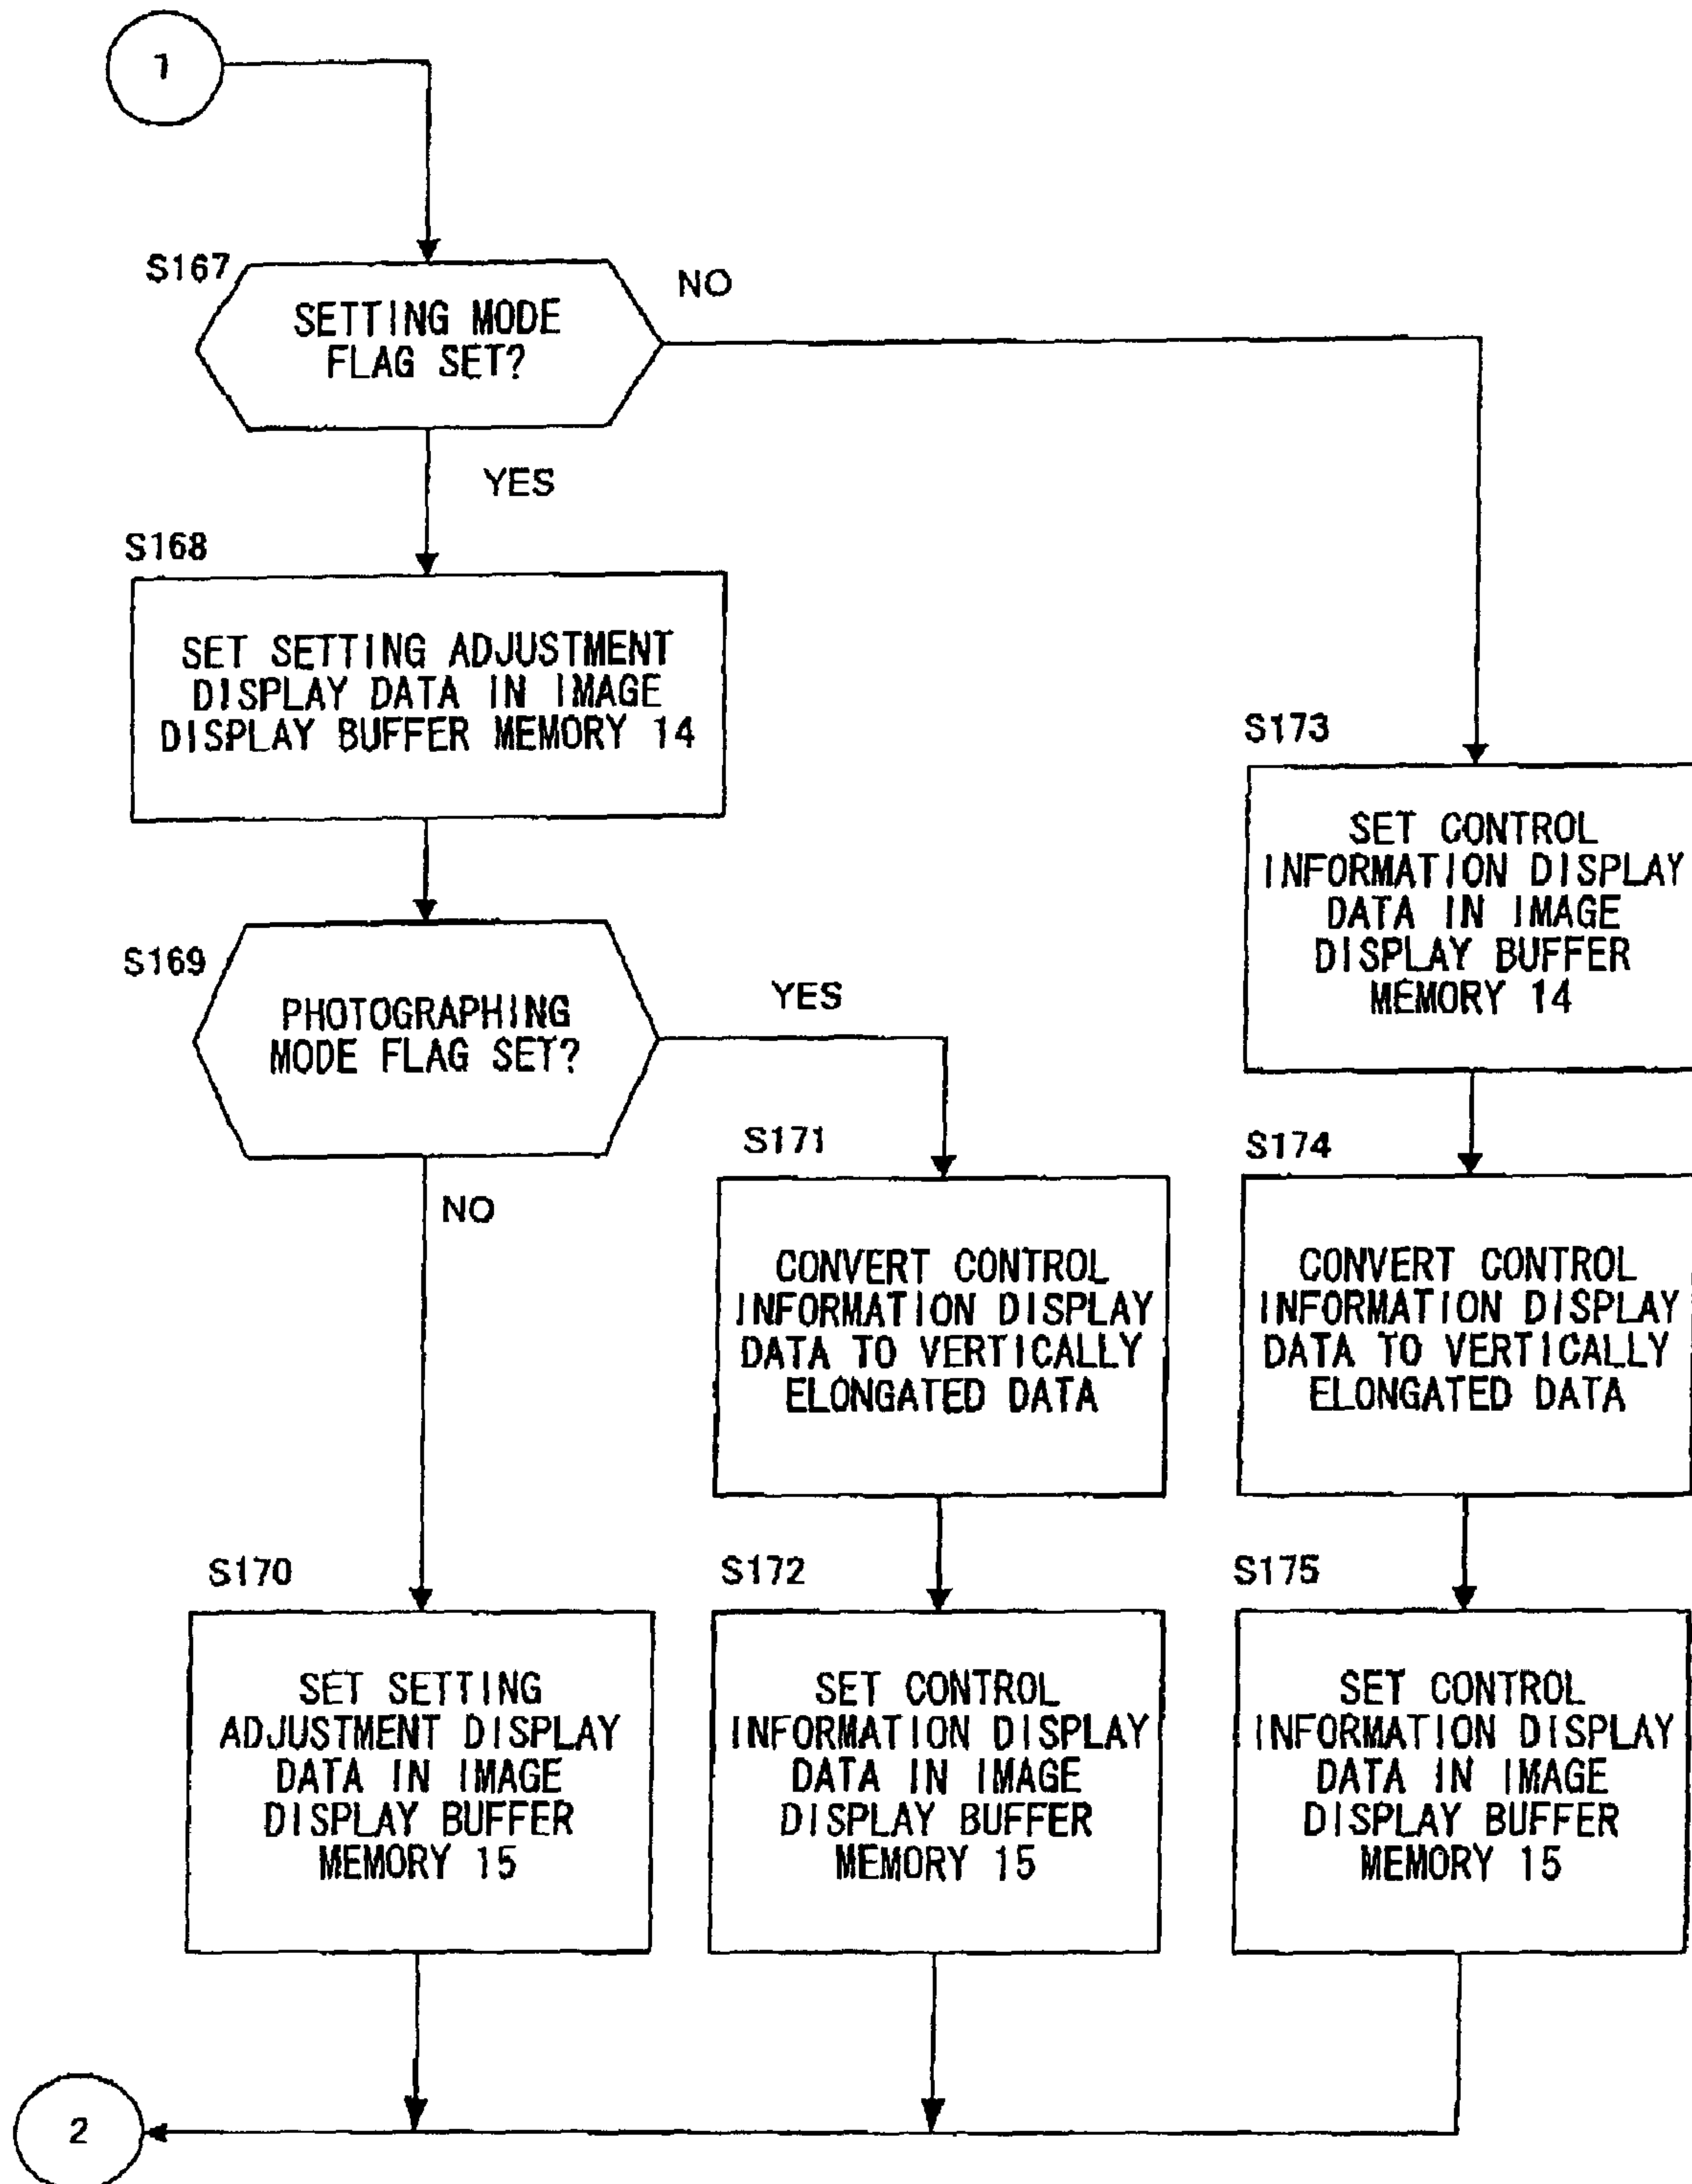 1
S167
SETTING MODE
FLAG SET?
NO
YES
S168
SET SETTING ADJUSTMENT
DISPLAY DATA IN IMAGE
DISPLAY BUFFER MEMORY 14
S169
PHOTOGRAPHING
MODE FLAG SET?
YES
NO
S173
SET CONTROL
INFORMATION DISPLAY
DATA IN IMAGE
DISPLAY BUFFER
MEMORY 14
S171
CONVERT CONTROL
INFORMATION DISPLAY
DATA TO VERTICALLY
ELONGATED DATA
S174
CONVERT CONTROL
INFORMATION DISPLAY
DATA TO VERTICALLY
ELONGATED DATA
S170
SET SETTING
ADJUSTMENT DISPLAY
DATA IN IMAGE
DISPLAY BUFFER
MEMORY 15
S172
SET CONTROL
INFORMATION DISPLAY
DATA IN IMAGE
DISPLAY BUFFER
MEMORY 15
S175
SET CONTROL
INFORMATION DISPLAY
DATA IN IMAGE
DISPLAY BUFFER
MEMORY 15
2